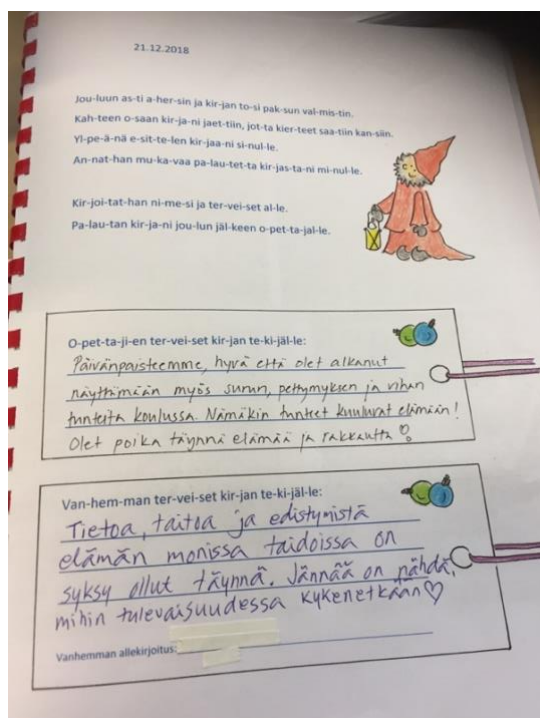 21.12.2018
Jou-luun as-ti a-her-sin ja kir-jan to-si pak-sun val-mis-tin.
Kah-teen o-saan kir-ja-ni jaet-tiin, jot-ta kier-teet saa-tiin kan-siin.
Yl-pe-ä-nä e-sit-te-len kir-jaa-ni si-nul-le.
An-nat-han mu-ka-vaa pa-lau-tet-ta kir-jas-ta-ni mi-nul-le.
Kir-joi-tat-han ni-me-si ja ter-vei-set al-le.
Pa-lau-tan kir-ja-ni jou-lun jäl-keen o-pet-ta-jal-le.
O-pet-ta-ji-en ter-vei-set kir-jan te-ki-jäl-le:
Päivänpaisteemme, hyvä että olet alkanut
näyttämään myös surun, pettymyksen ja vihan
tunteita koulussa. Nämäkin tunteet kuuluvat elämään!
Olet poika täynnä elämää ja rakkautta ♡
Van-hem-man ter-vei-set kir-jan te-ki-jäl-le:
Tietoa, taitoa ja edistymistä
elämän monissa taidoissa on
syksy ollut täynnä. Jännää on nähdä,
mihin tulevaisuudessa kykenetkään ♡
Vanhemman allekirjoitus: